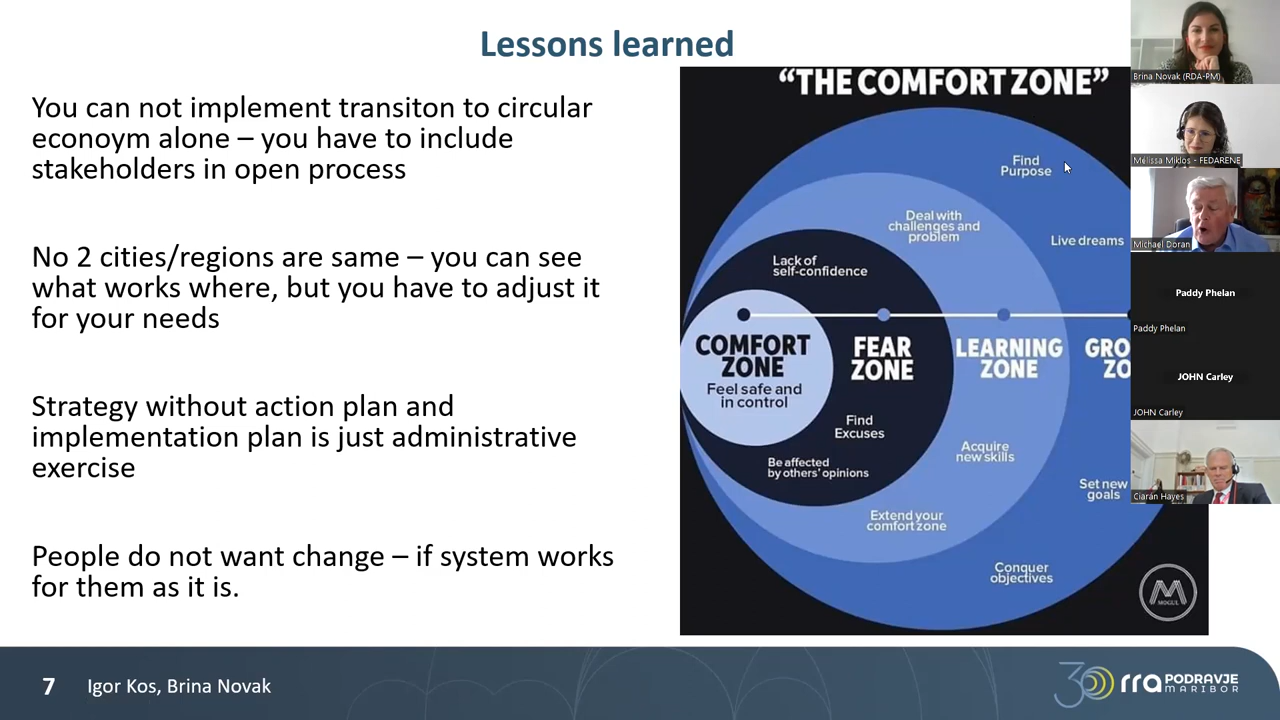 Lessons learned
You can not implement transiton to circular
econoym alone – you have to include
stakeholders in open process
No 2 cities/regions are same – you can see
what works where, but you have to adjust it
for your needs
Strategy without action plan and
implementation plan is just administrative
exercise
People do not want change – if system works
for them as it is.
“THE COMFORT ZONE”
Find
Purpose
Deal with
challenges and
problem
Live dreams
Lack of
self-confidence
COMFORT
ZONE
Feel safe and
in control
FEAR
ZONE
LEARNING
ZONE
GRO
ZO
Find
Excuses
Be affected
by others' opinions
Acquire
new skills
Set new
goals
Extend your
comfort zone
Conquer
objectives
MOGUL
Brina Novak (RDA-PM)
Mélissa Miklos - FEDARENE
Michael Doran
Paddy Phelan
Paddy Phelan
JOHN Carley
JOHN Carley
Ciarán Hayes
7
Igor Kos, Brina Novak
30 rra PODRAVJE
MARIBOR